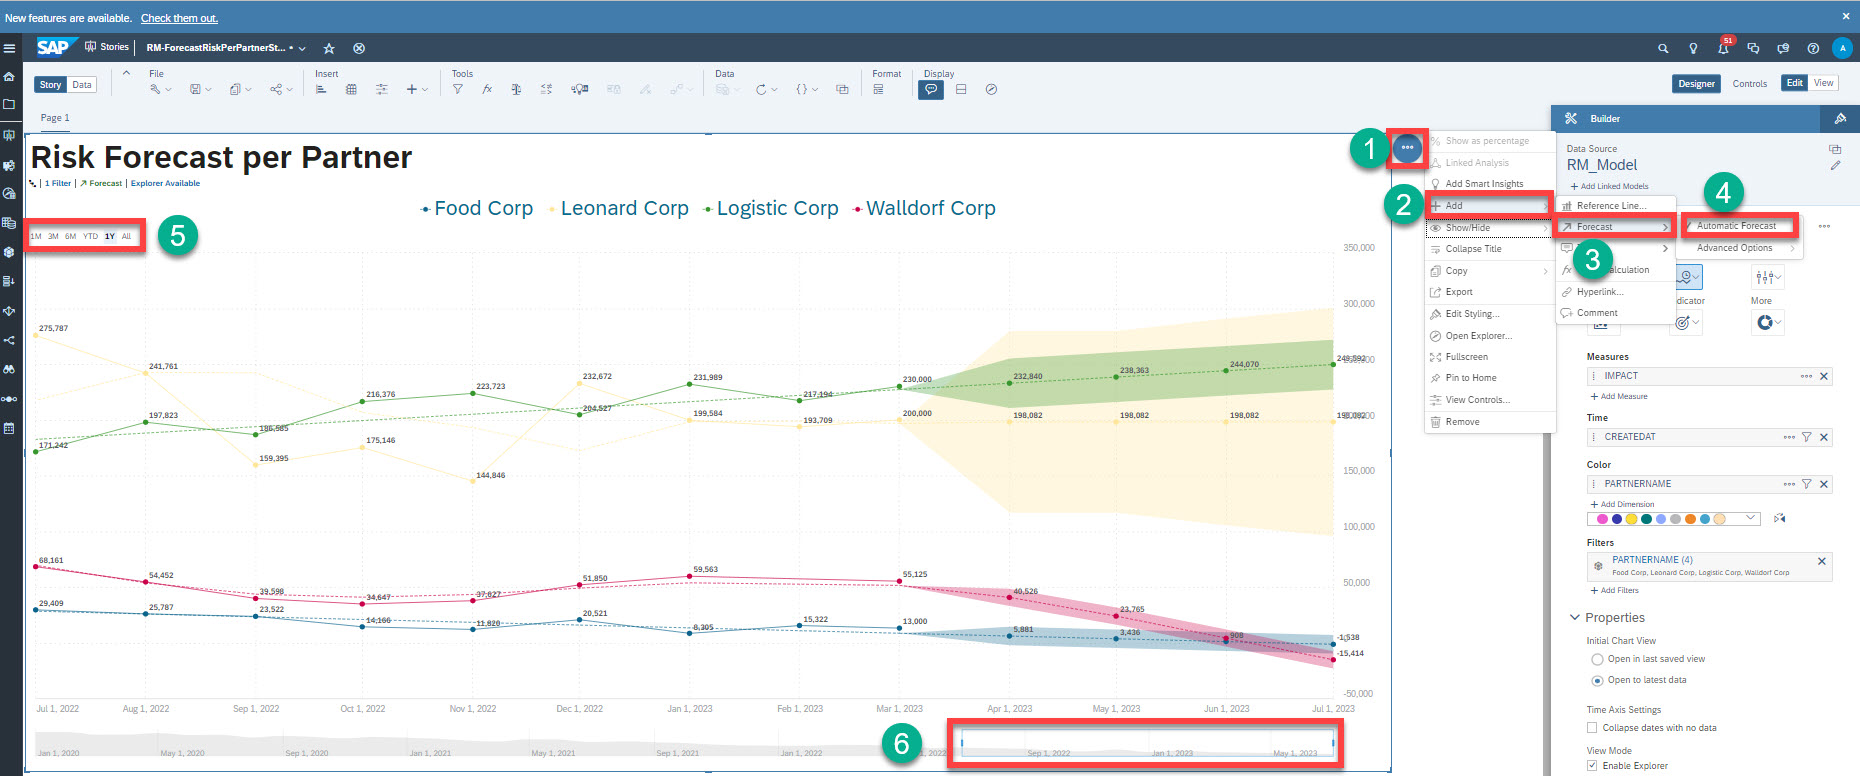 New features are available. Check them out.
SAP Stories RM-ForecastRiskPerPartnerSt... *
51
A
Story Data
File
Insert
Tools
Data
Format
Display
Designer Controls Edit View
Page 1
Builder
Risk Forecast per Partner
1 Filter | Forecast | Explorer Available
Food Corp Leonard Corp Logistic Corp Walldorf Corp
1M 3M 6M YTD 1Y All
1
2
3
4
5
6
Show as percentage
Linked Analysis
Add Smart Insights
Add
Show/Hide
Collapse Title
Copy
Export
Edit Styling...
Open Explorer...
Fullscreen
Pin to Home
View Controls...
Remove
Reference Line...
Forecast
Hyperlink...
Comment
Automatic Forecast
Advanced Options
Data Source
RM_Model
+ Add Linked Models
More
Measures
IMPACT
+ Add Measure
Time
CREATEDAT
Color
PARTNERNAME
+ Add Dimension
Filters
PARTNERNAME (4)
Food Corp, Leonard Corp, Logistic Corp, Walldorf Corp
+ Add Filters
Properties
Initial Chart View
Open in last saved view
Open to latest data
Time Axis Settings
Collapse dates with no data
View Mode
Enable Explorer
350,000
300,000
150,000
100,000
50,000
-50,000
275,787
241,761
159,395
175,146
144,846
232,672
199,584
193,709
200,000
198,082
198,082
198,082
171,242
197,823
186,585
216,376
223,723
204,527
231,989
217,194
230,000
232,840
238,363
244,070
68,161
54,452
39,598
34,647
37,827
51,850
59,563
55,125
40,526
23,765
908
-15,414
29,409
25,787
23,522
14,166
11,820
20,521
8,305
15,322
13,000
5,881
3,436
Jul 1, 2022 Aug 1, 2022 Sep 1, 2022 Oct 1, 2022 Nov 1, 2022 Dec 1, 2022 Jan 1, 2023 Feb 1, 2023 Mar 1, 2023 Apr 1, 2023 May 1, 2023 Jun 1, 2023 Jul 1, 2023
Jan 1, 2020 May 1, 2020 Sep 1, 2020 Jan 1, 2021 May 1, 2021 Sep 1, 2021 Jan 1, 2022 Sep 1, 2022 Jan 1, 2023 May 1, 2023